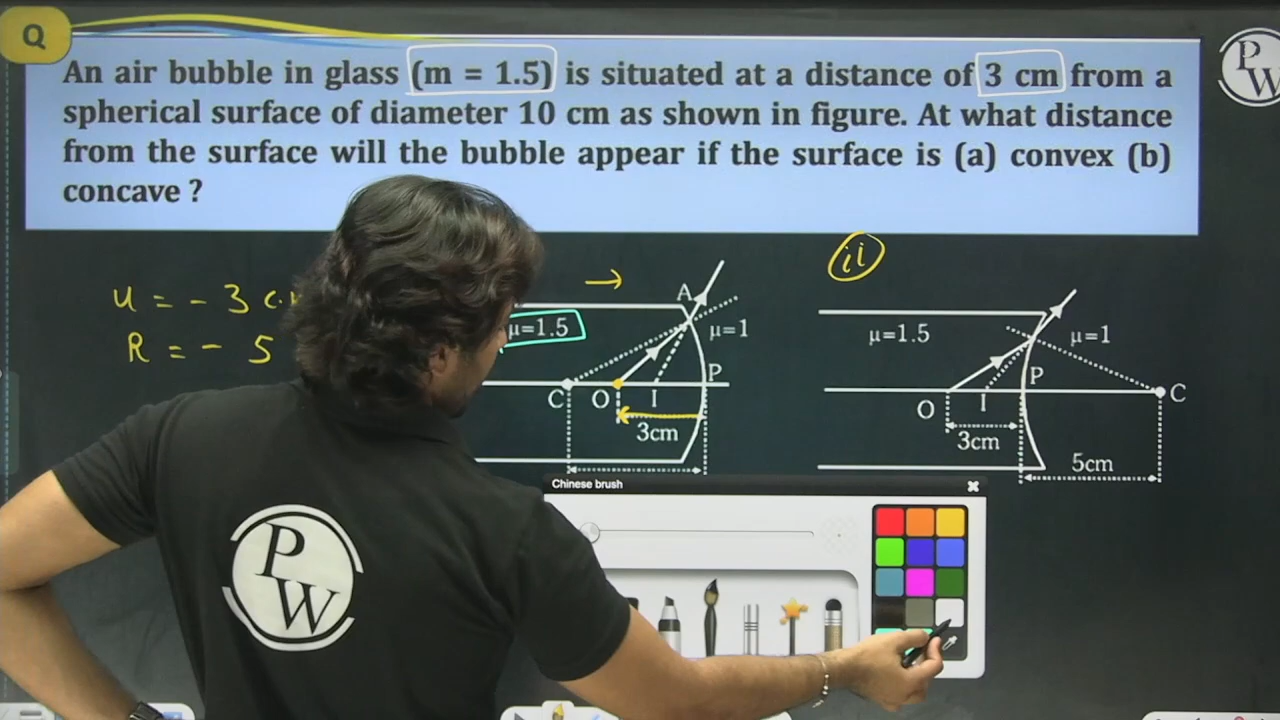 Q
An air bubble in glass (m = 1.5) is situated at a distance of 3 cm from a
spherical surface of diameter 10 cm as shown in figure. At what distance
from the surface will the bubble appear if the surface is (a) convex (b)
concave ?
PW
u = - 3 c
R = - 5
→
A
μ=1.5
μ=1
P
C
O
I
3cm
ii
μ=1.5
μ=1
P
O
I
C
3cm
5cm
Chinese brush
PW